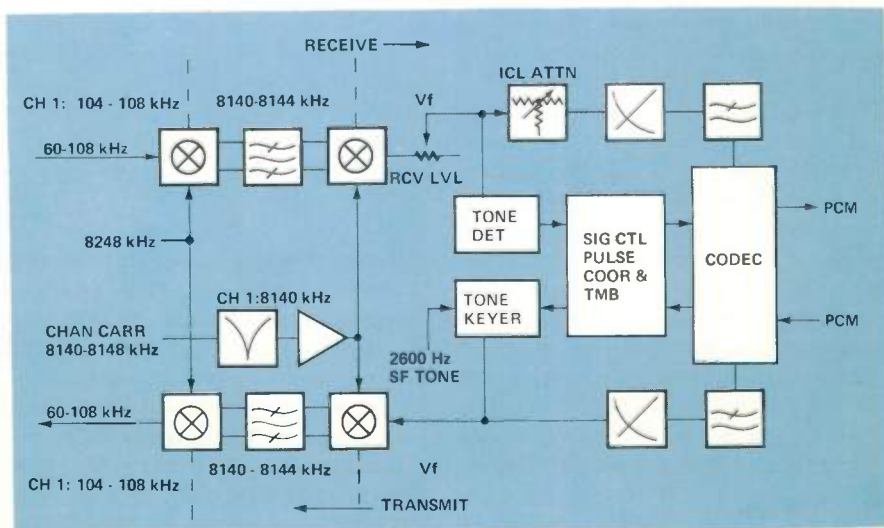 RECEIVE
ICL ATTN
CH 1: 104 - 108 kHz
8140-8144 kHz
Vf
60-108 kHz
RCV LVL
TONE
DET
SIG CTL
PULSE
COOR &
TMB
CODEC
PCM
8248 kHz
CH 1:8140 kHz
TONE
KEYER
CHAN CARR
8140-8148 kHz
2600 Hz
SF TONE
PCM
60-108 kHz
8140 - 8144 kHz
Vf
CH 1: 104 - 108 kHz
TRANSMIT